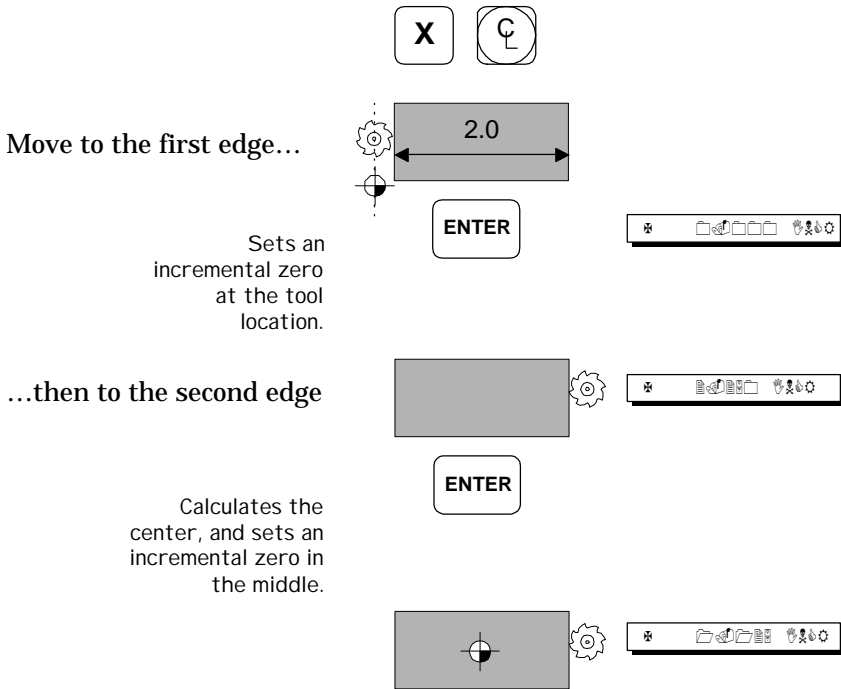 X ℄
Move to the first edge…
2.0
ENTER
Sets an
incremental zero
at the tool
location.
…then to the second edge
ENTER
Calculates the
center, and sets an
incremental zero in
the middle.